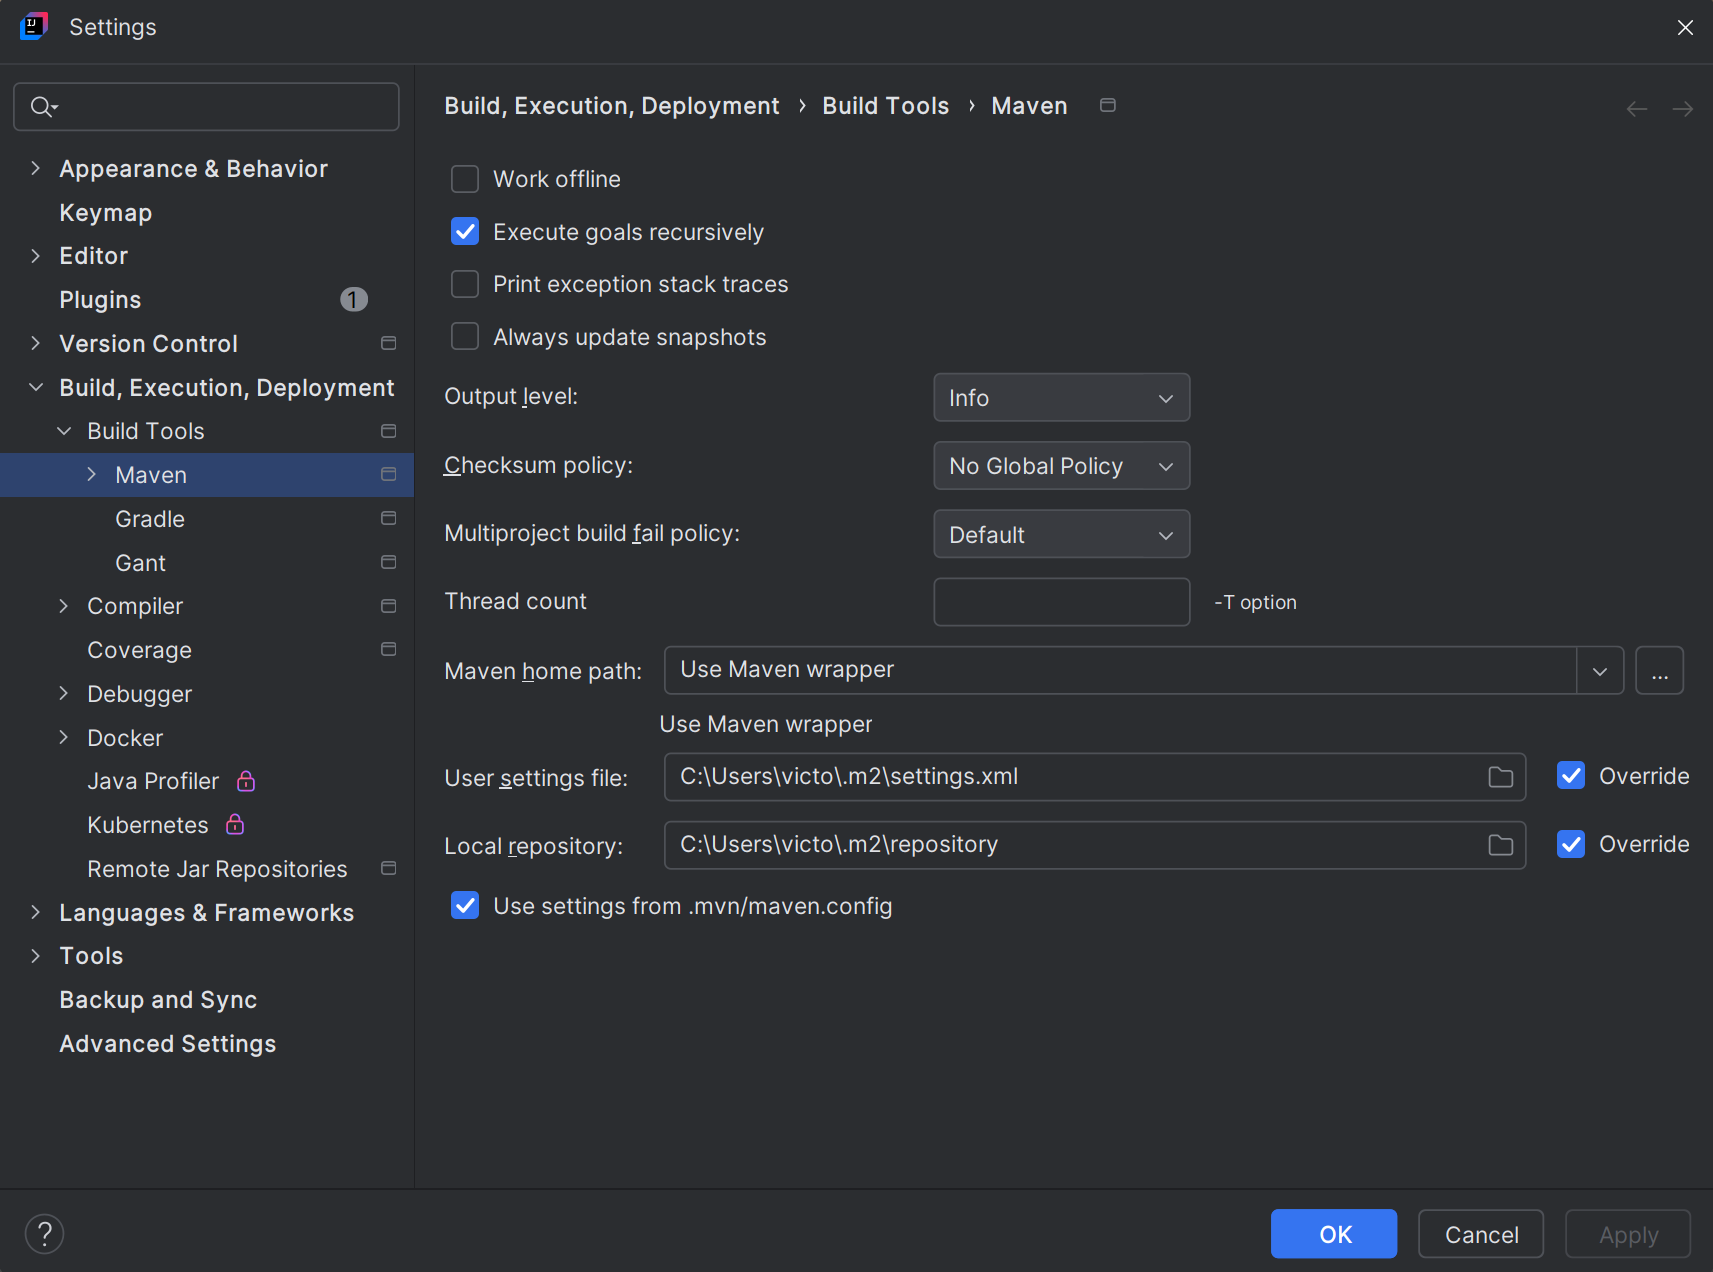 Settings
Appearance & Behavior
Keymap
Editor
Plugins 1
Version Control
Build, Execution, Deployment
Build Tools
Maven
Gradle
Gant
Compiler
Coverage
Debugger
Docker
Java Profiler
Kubernetes
Remote Jar Repositories
Languages & Frameworks
Tools
Backup and Sync
Advanced Settings
Build, Execution, Deployment › Build Tools › Maven
Work offline
Execute goals recursively
Print exception stack traces
Always update snapshots
Output level: Info
Checksum policy: No Global Policy
Multiproject build fail policy: Default
Thread count -T option
Maven home path: Use Maven wrapper ...
Use Maven wrapper
User settings file: C:\Users\victo\.m2\settings.xml Override
Local repository: C:\Users\victo\.m2\repository Override
Use settings from .mvn/maven.config
? OK Cancel Apply